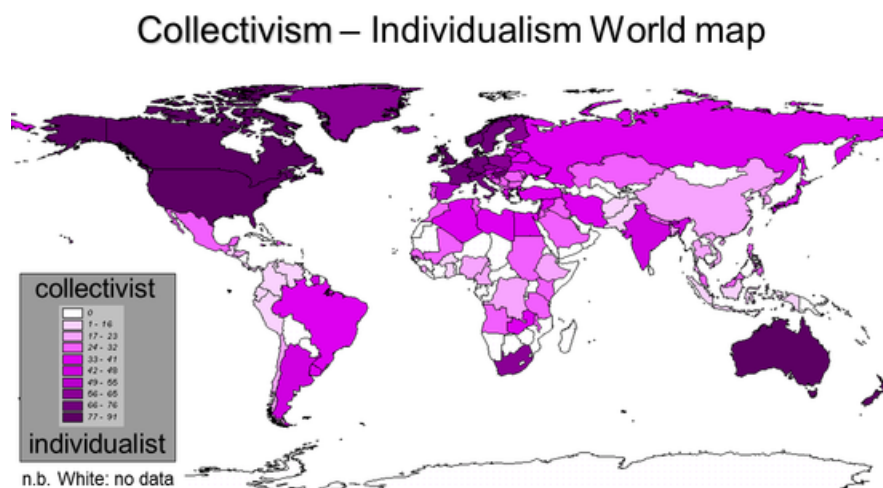 Collectivism – Individualism World map
collectivist
0
1 - 16
17 - 23
24 - 32
33 - 41
42 - 48
49 - 55
56 - 65
66 - 76
77 - 91
individualist
n.b. White: no data